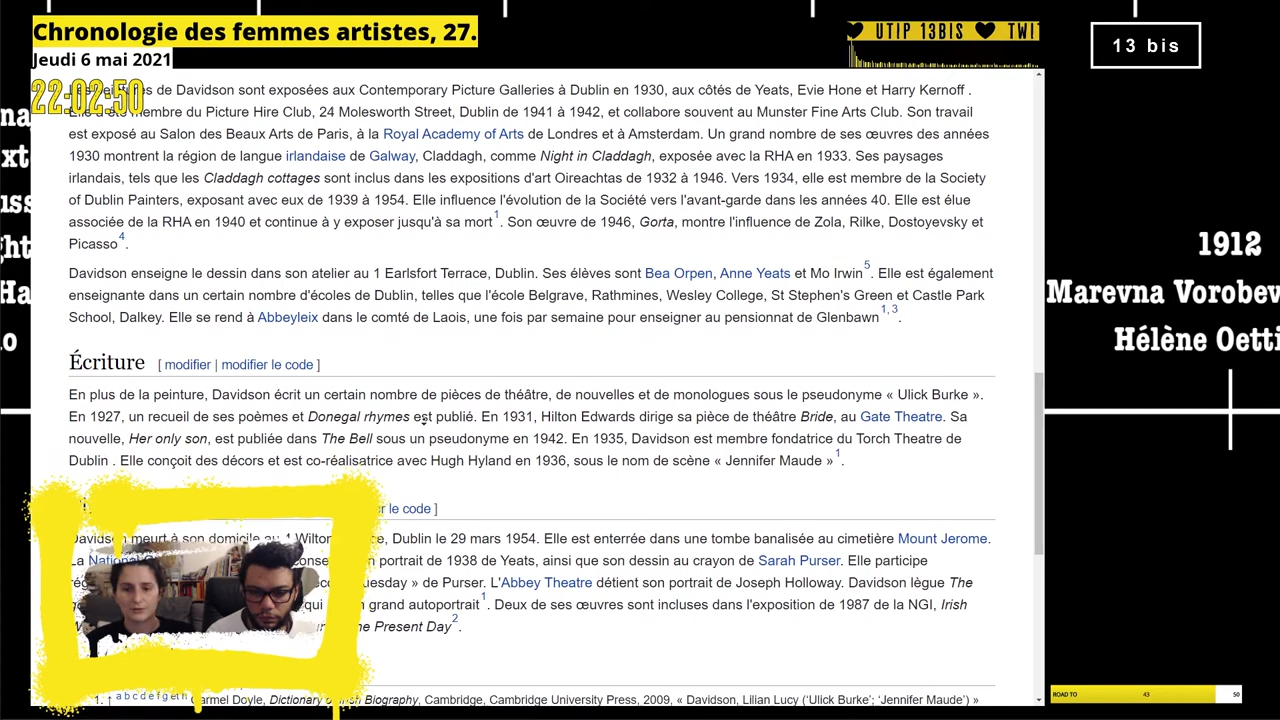 Chronologie des femmes artistes, 27.
Jeudi 6 mai 2021
22:02:50
UTIP 13BIS TWI
13 bis
de Davidson sont exposées aux Contemporary Picture Galleries à Dublin en 1930, aux côtés de Yeats, Evie Hone et Harry Kernoff .
membre du Picture Hire Club, 24 Molesworth Street, Dublin de 1941 à 1942, et collabore souvent au Munster Fine Arts Club. Son travail
est exposé au Salon des Beaux Arts de Paris, à la Royal Academy of Arts de Londres et à Amsterdam. Un grand nombre de ses œuvres des années
1930 montrent la région de langue irlandaise de Galway, Claddagh, comme Night in Claddagh, exposée avec la RHA en 1933. Ses paysages
irlandais, tels que les Claddagh cottages sont inclus dans les expositions d'art Oireachtas de 1932 à 1946. Vers 1934, elle est membre de la Society
of Dublin Painters, exposant avec eux de 1939 à 1954. Elle influence l'évolution de la Société vers l'avant-garde dans les années 40. Elle est élue
associée de la RHA en 1940 et continue à y exposer jusqu'à sa mort1. Son œuvre de 1946, Gorta, montre l'influence de Zola, Rilke, Dostoyevsky et
Picasso4.
Davidson enseigne le dessin dans son atelier au 1 Earlsfort Terrace, Dublin. Ses élèves sont Bea Orpen, Anne Yeats et Mo Irwin5. Elle est également
enseignante dans un certain nombre d'écoles de Dublin, telles que l'école Belgrave, Rathmines, Wesley College, St Stephen's Green et Castle Park
School, Dalkey. Elle se rend à Abbeyleix dans le comté de Laois, une fois par semaine pour enseigner au pensionnat de Glenbawn1, 3.
Écriture [ modifier | modifier le code ]
En plus de la peinture, Davidson écrit un certain nombre de pièces de théâtre, de nouvelles et de monologues sous le pseudonyme « Ulick Burke ».
En 1927, un recueil de ses poèmes et Donegal rhymes est publié. En 1931, Hilton Edwards dirige sa pièce de théâtre Bride, au Gate Theatre. Sa
nouvelle, Her only son, est publiée dans The Bell sous un pseudonyme en 1942. En 1935, Davidson est membre fondatrice du Torch Theatre de
Dublin . Elle conçoit des décors et est co-réalisatrice avec Hugh Hyland en 1936, sous le nom de scène « Jennifer Maude »1.
le code ]
Davidson meurt à son domicile au 1 Wilton, Dublin le 29 mars 1954. Elle est enterrée dans une tombe banalisée au cimetière Mount Jerome.
La portrait de 1938 de Yeats, ainsi que son dessin au crayon de Sarah Purser. Elle participe
uesday » de Purser. L'Abbey Theatre détient son portrait de Joseph Holloway. Davidson lègue The
grand autoportrait1. Deux de ses œuvres sont incluses dans l'exposition de 1987 de la NGI, Irish
Present Day2.
1. ↑ a b c d e f g h Carmel Doyle, Dictionary of Irish Biography, Cambridge, Cambridge University Press, 2009, « Davidson, Lilian Lucy ('Ulick Burke'; 'Jennifer Maude') »
1912
Marevna Vorobev
Hélène Oetti
ROAD TO 43 50